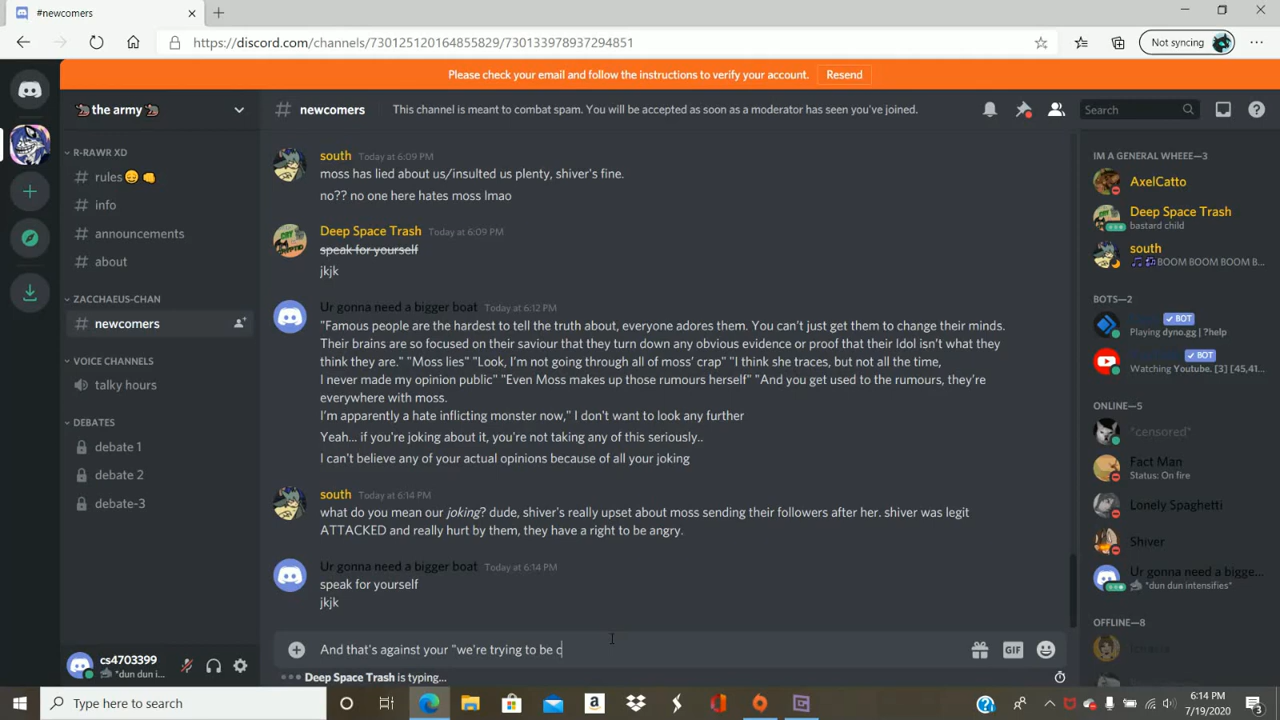 #newcomers
https://discord.com/channels/730125120164855829/730133978937294851
Not syncing
Please check your email and follow the instructions to verify your account.
Resend
the army
# newcomers
This channel is meant to combat spam. You will be accepted as soon as a moderator has seen you've joined.
Search
R-RAWR XD
# rules
# info
# announcements
# about
ZACCHAEUS-CHAN
# newcomers
VOICE CHANNELS
talky hours
DEBATES
debate 1
debate 2
debate-3
cs4703399
*dun dun i...
south Today at 6:09 PM
moss has lied about us/insulted us plenty, shiver's fine.
no?? no one here hates moss lmao
Deep Space Trash Today at 6:09 PM
speak for yourself
jkjk
Ur gonna need a bigger boat Today at 6:12 PM
"Famous people are the hardest to tell the truth about, everyone adores them. You can't just get them to change their minds.
Their brains are so focused on their saviour that they turn down any obvious evidence or proof that their Idol isn't what they
think they are." "Moss lies" "Look, I'm not going through all of moss' crap" "I think she traces, but not all the time,
I never made my opinion public" "Even Moss makes up those rumours herself" "And you get used to the rumours, they're
everywhere with moss.
I'm apparently a hate inflicting monster now," I don't want to look any further
Yeah... if you're joking about it, you're not taking any of this seriously..
I can't believe any of your actual opinions because of all your joking
south Today at 6:14 PM
what do you mean our joking? dude, shiver's really upset about moss sending their followers after her. shiver was legit
ATTACKED and really hurt by them, they have a right to be angry.
Ur gonna need a bigger boat Today at 6:14 PM
speak for yourself
jkjk
And that's against your "we're trying to be c
GIF
Deep Space Trash is typing...
IM A GENERAL WHEEE—3
AxelCatto
Deep Space Trash
bastard child
south
BOOM BOOM BOOM B...
BOTS—2
BOT
Playing dyno.gg | ?help
BOT
Watching Youtube. [3] [45,41...
ONLINE—5
*censored*
Fact Man
Status: On fire
Lonely Spaghetti
Shiver
Ur gonna need a bigge...
*dun dun intensifies*
OFFLINE—8
Type here to search
6:14 PM
7/19/2020